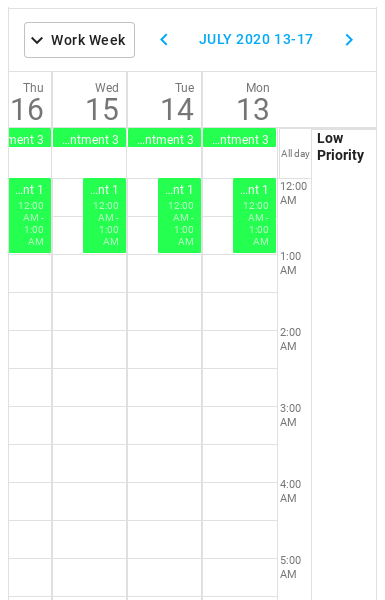 Work Week
JULY 2020 13-17
Thu
16
Wed
15
Tue
14
Mon
13
ment 3
...ntment 3
...ntment 3
...ntment 3
All day
Low
Priority
...nt 1
12:00
AM -
1:00
AM
...nt 1
12:00
AM -
1:00
AM
...nt 1
12:00
AM -
1:00
AM
...nt 1
12:00
AM -
1:00
AM
12:00
AM
1:00
AM
2:00
AM
3:00
AM
4:00
AM
5:00
AM